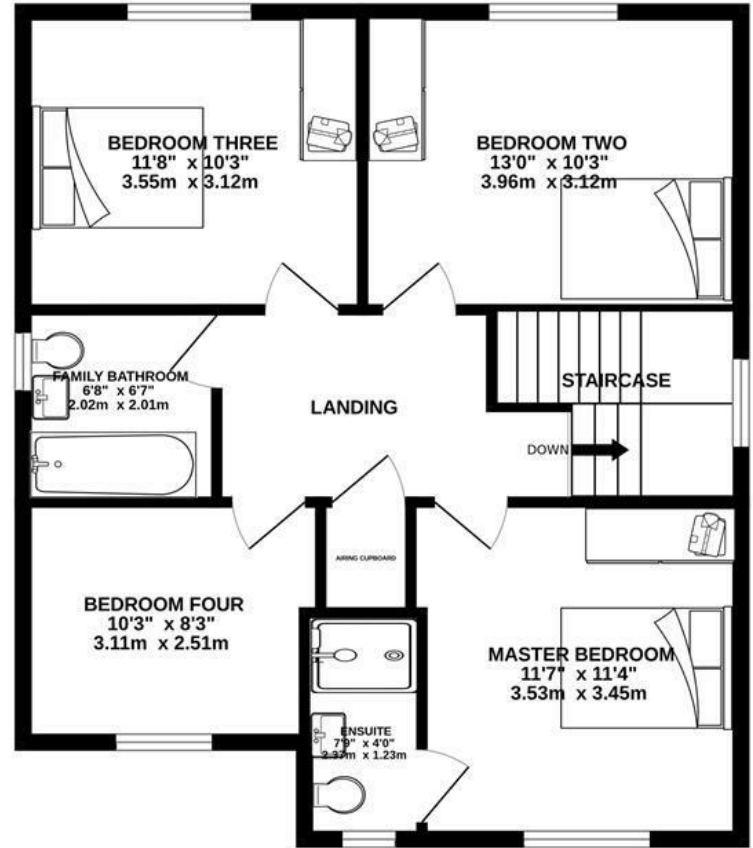 BEDROOM THREE
11'8" x 10'3"
3.55m x 3.12m
BEDROOM TWO
13'0" x 10'3"
3.96m x 3.12m
FAMILY BATHROOM
6'8" x 6'7"
2.02m x 2.01m
LANDING
STAIRCASE
DOWN
AIRING CUPBOARD
BEDROOM FOUR
10'3" x 8'3"
3.11m x 2.51m
MASTER BEDROOM
11'7" x 11'4"
3.53m x 3.45m
ENSUITE
7'9" x 4'0"
2.37m x 1.23m